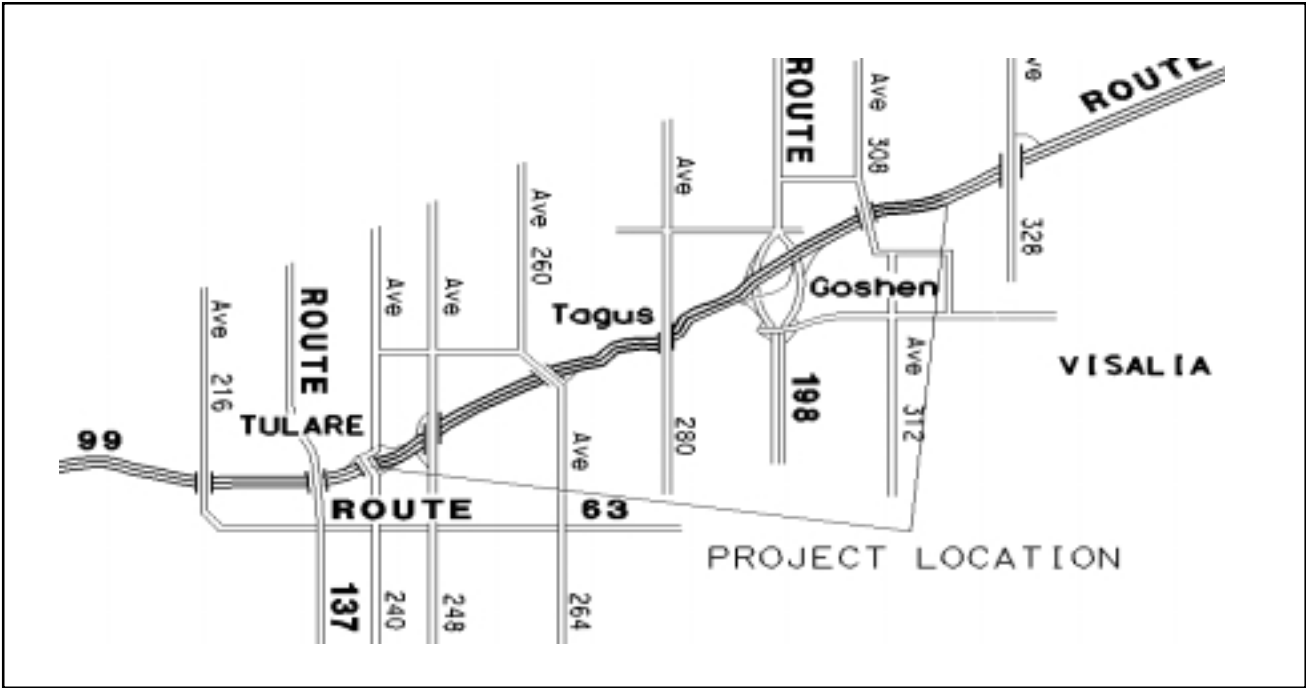 ROUTE
Ave 308
ve
328
ROUTE
Ave
280
Ave 260
Ave
248
Ave
240
ROUTE
137
Ave 216
Tagus
Goshen
VISALIA
Ave 312
198
TULARE
99
Ave
264
ROUTE 63
PROJECT LOCATION